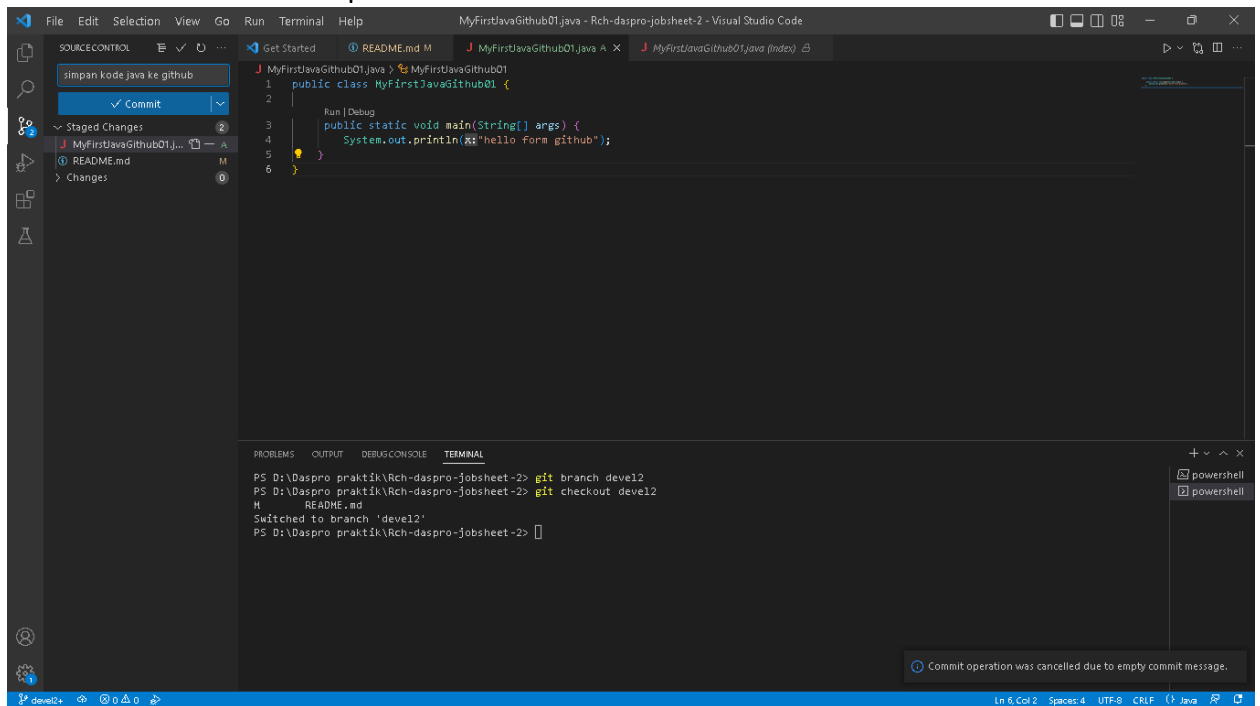 File Edit Selection View Go Run Terminal Help MyFirstJavaGithub01.java - Rch-daspro-jobsheet-2 - Visual Studio Code
SOURCE CONTROL
simpan kode java ke github
Commit
Staged Changes 2
MyFirstJavaGithub01.j... A
README.md M
Changes 0
2
1
Get Started README.md M MyFirstJavaGithub01.java A MyFirstJavaGithub01.java (Index)
MyFirstJavaGithub01.java > MyFirstJavaGithub01
1 public class MyFirstJavaGithub01 {
2
Run | Debug
3 public static void main(String[] args) {
4 System.out.println(x:"hello form github");
5 }
6 }
PROBLEMS OUTPUT DEBUG CONSOLE TERMINAL
PS D:\Daspro praktik\Rch-daspro-jobsheet-2> git branch devel2
PS D:\Daspro praktik\Rch-daspro-jobsheet-2> git checkout devel2
M README.md
Switched to branch 'devel2'
PS D:\Daspro praktik\Rch-daspro-jobsheet-2>
powershell
powershell
Commit operation was cancelled due to empty commit message.
devel2+ 0 0 Ln 6, Col 2 Spaces: 4 UTF-8 CRLF {} Java